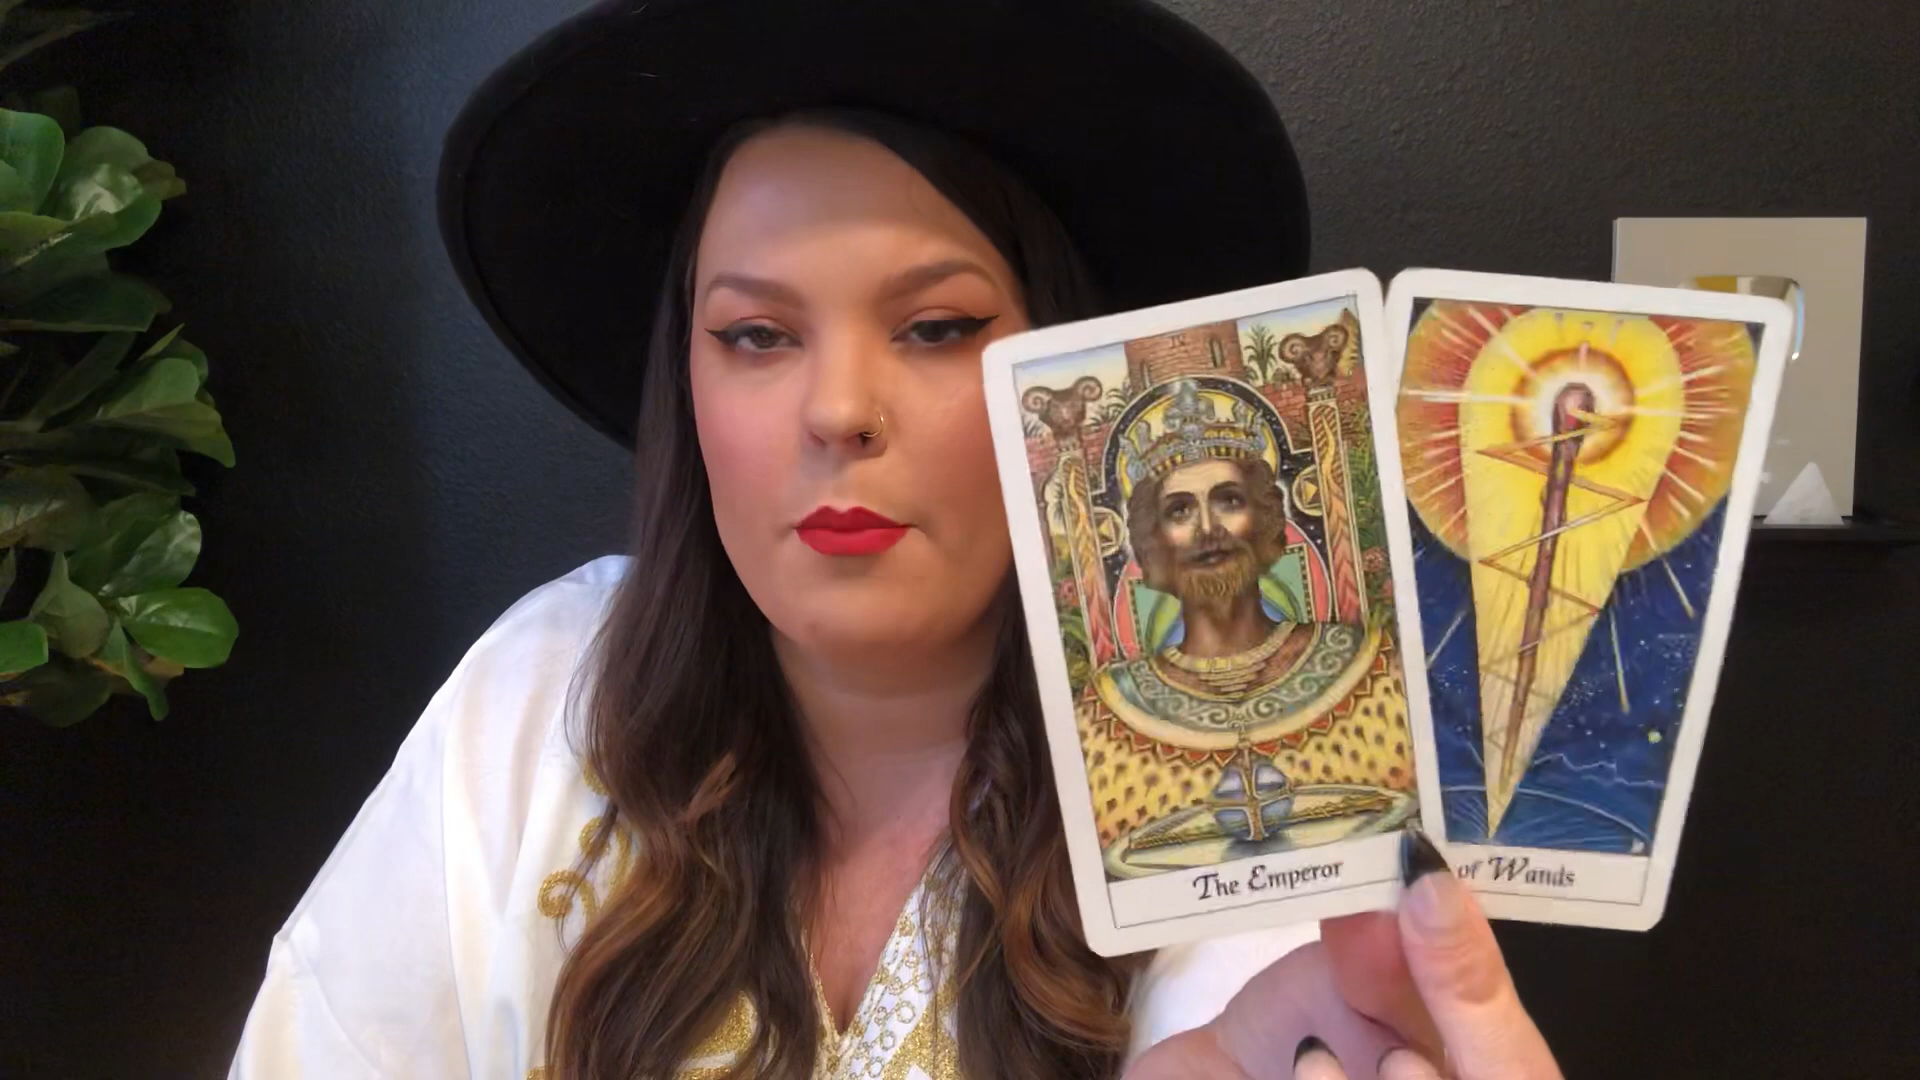 The Emperor
of Wands